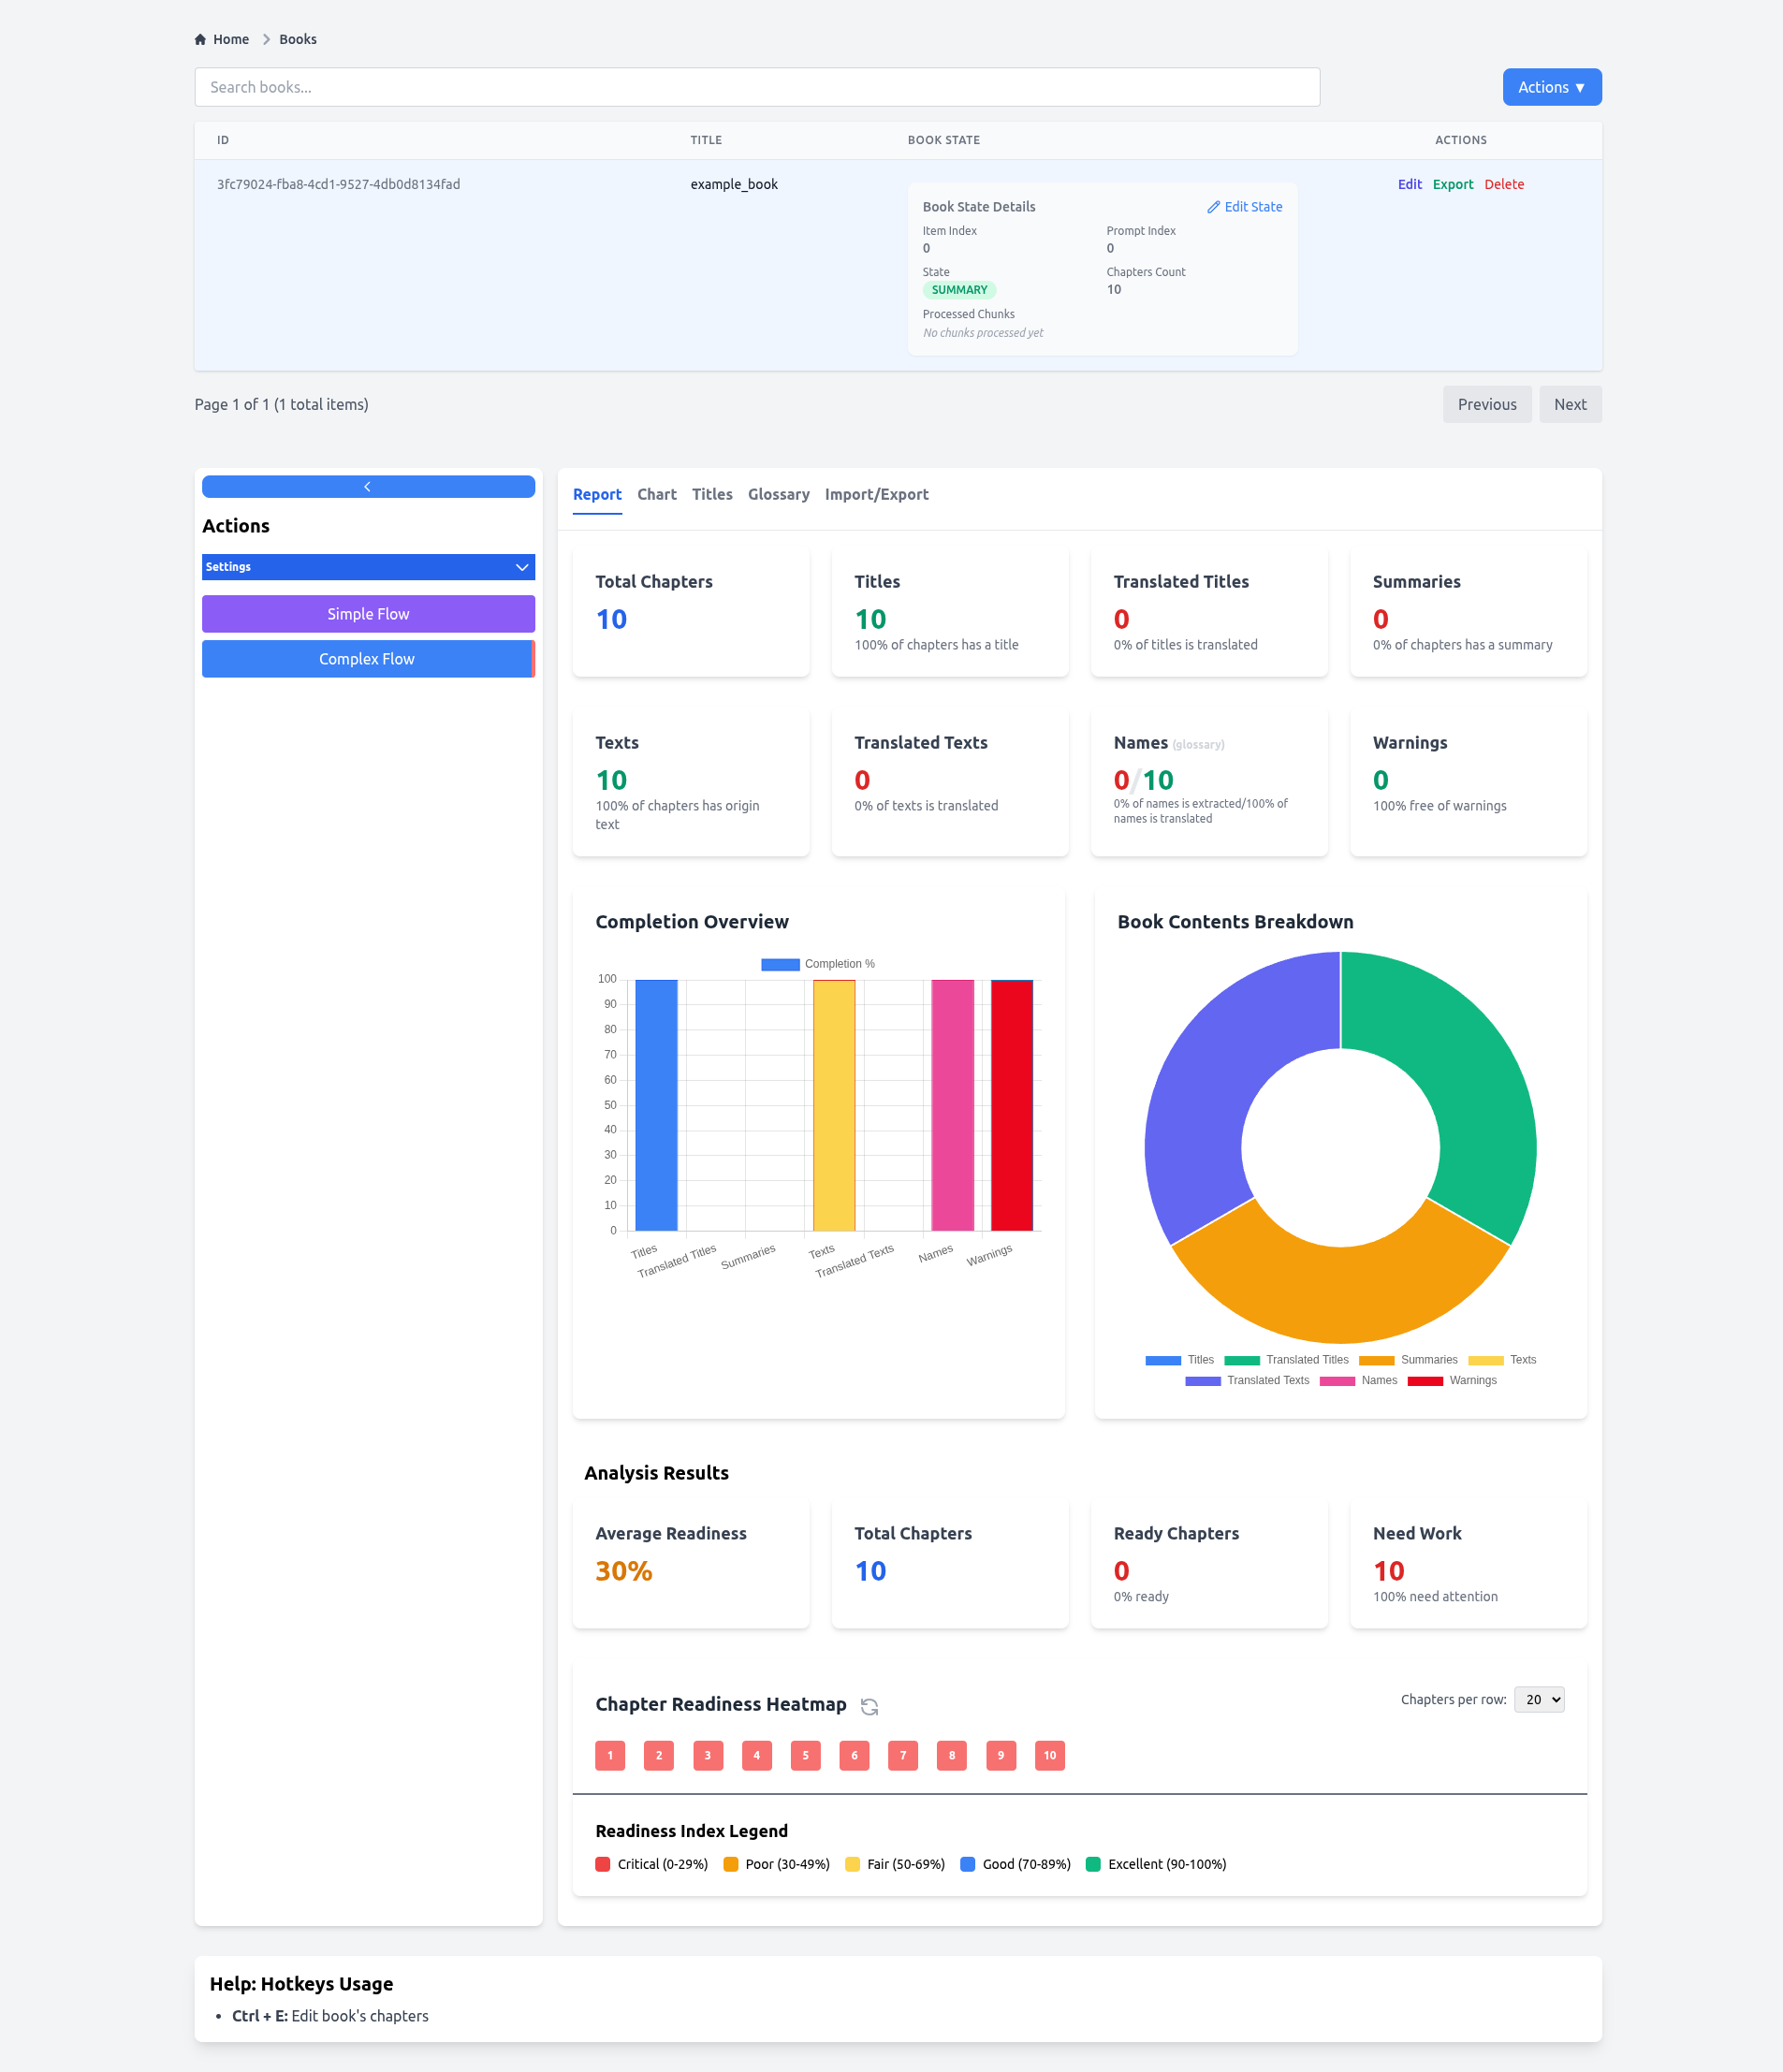 Home > Books
Search books...
Actions ▼
ID TITLE BOOK STATE ACTIONS
3fc79024-fba8-4cd1-9527-4db0d8134fad example_book Edit Export Delete
Book State Details Edit State
Item Index Prompt Index
0 0
State Chapters Count
SUMMARY 10
Processed Chunks
No chunks processed yet
Page 1 of 1 (1 total items) Previous Next
Actions
Settings
Simple Flow
Complex Flow
Report Chart Titles Glossary Import/Export
Total Chapters
10
Titles
10
100% of chapters has a title
Translated Titles
0
0% of titles is translated
Summaries
0
0% of chapters has a summary
Texts
10
100% of chapters has origin
text
Translated Texts
0
0% of texts is translated
Names (glossary)
0/10
0% of names is extracted/100% of
names is translated
Warnings
0
100% free of warnings
Completion Overview
Completion %
100
90
80
70
60
50
40
30
20
10
0
Titles
Translated Titles
Summaries
Texts
Translated Texts
Names
Warnings
Book Contents Breakdown
Titles Translated Titles Summaries Texts
Translated Texts Names Warnings
Analysis Results
Average Readiness
30%
Total Chapters
10
Ready Chapters
0
0% ready
Need Work
10
100% need attention
Chapter Readiness Heatmap
Chapters per row: 20
1 2 3 4 5 6 7 8 9 10
Readiness Index Legend
Critical (0-29%) Poor (30-49%) Fair (50-69%) Good (70-89%) Excellent (90-100%)
Help: Hotkeys Usage
• Ctrl + E: Edit book's chapters